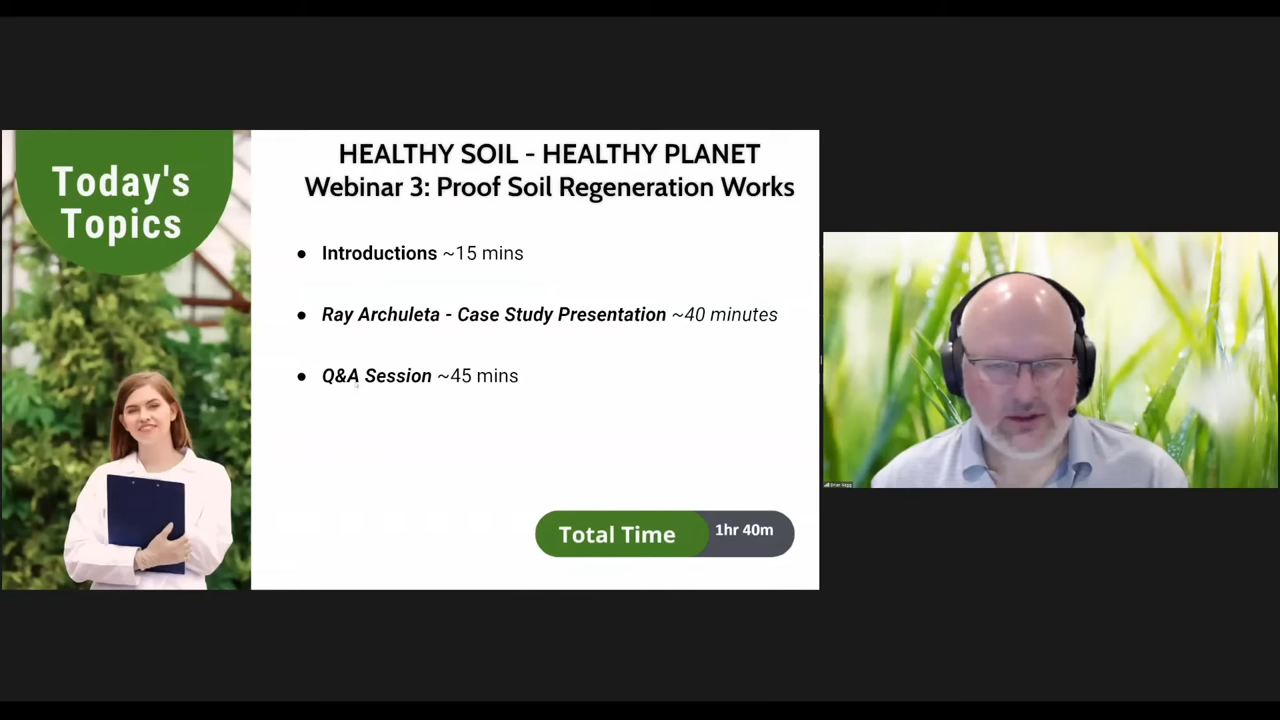 Today's
Topics
HEALTHY SOIL - HEALTHY PLANET
Webinar 3: Proof Soil Regeneration Works
● Introductions ~15 mins
● Ray Archuleta - Case Study Presentation ~40 minutes
● Q&A Session ~45 mins
Total Time 1hr 40m